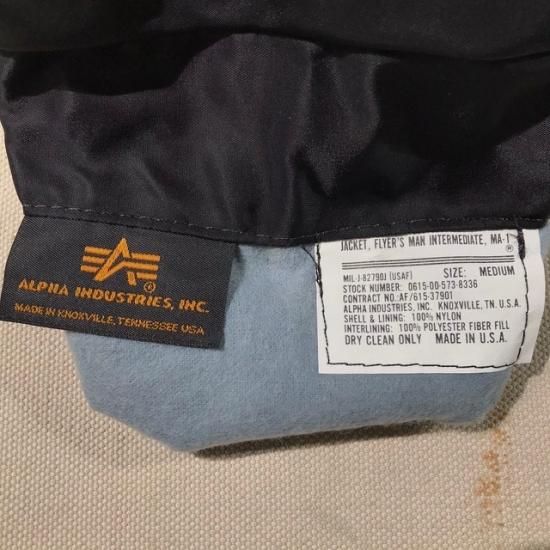 ALPHA INDUSTRIES, INC.
®
MADE IN KNOXVILLE, TENNESSEE USA
JACKET, FLYER'S MAN INTERMEDIATE, MA-1
®
MIL-J-82790J (USAF) SIZE: MEDIUM
STOCK NUMBER: 0615-00-573-8336
CONTRACT NO.:AF/615-37901
ALPHA INDUSTRIES, INC. KNOXVILLE, TN. U.S.A.
SHELL & LINING: 100% NYLON
INTERLINING: 100% POLYESTER FIBER FILL
DRY CLEAN ONLY MADE IN U.S.A.